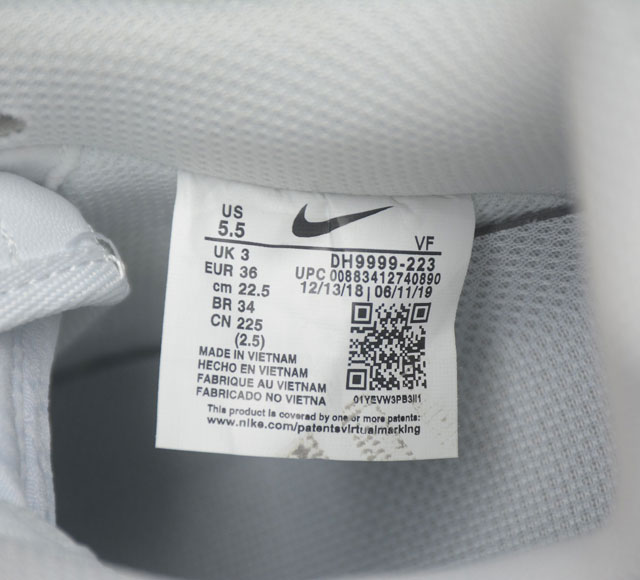 US
5.5
VF
UK 3
EUR 36
cm 22.5
BR 34
CN 225
(2.5)
DH9999-223
UPC 00883412740890
12/13/18 | 06/11/19
MADE IN VIETNAM
HECHO EN VIETNAM
FABRIQUE AU VIETNAM
FABRICADO NO VIETNA
This product is covered by one or more patents:
www.nike.com/patentsvirtualmarking